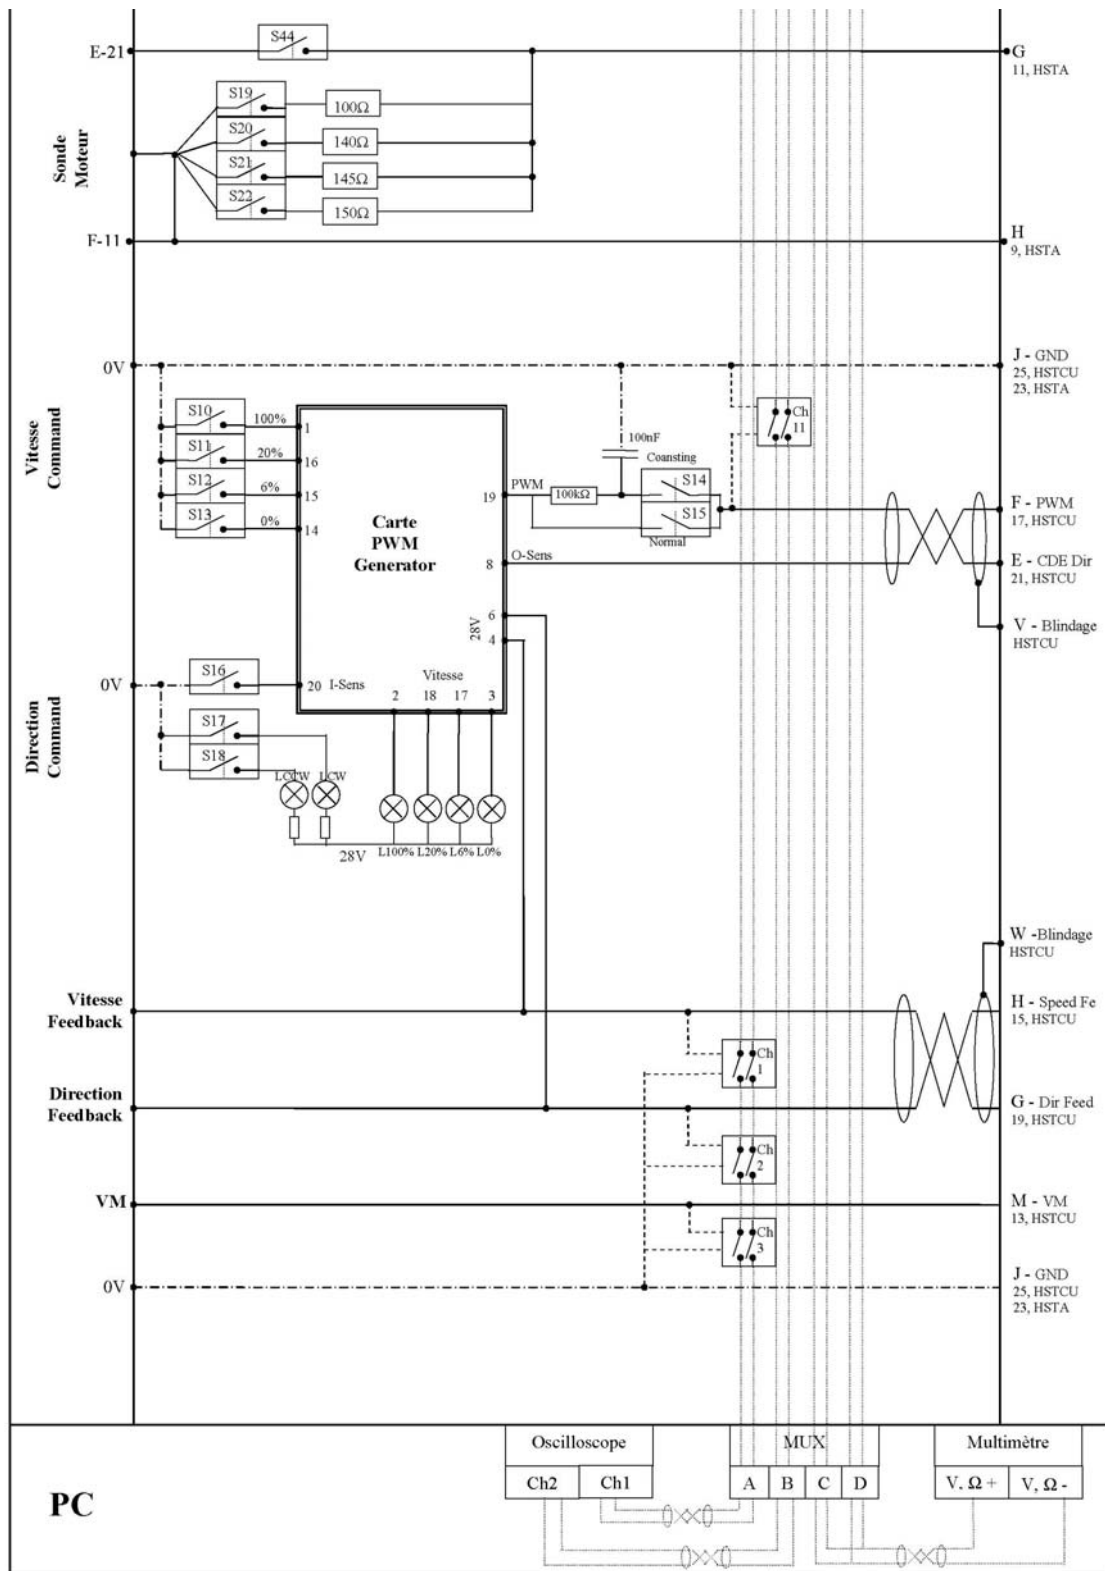 S44
E-21
G
11, HSTA
Sonde
Moteur
S19
100Ω
S20
140Ω
S21
145Ω
S22
150Ω
F-11
H
9, HSTA
0V
J - GND
25, HSTCU
23, HSTA
Vitesse
Command
S10
100%
1
S11
20%
16
S12
6%
15
S13
0%
14
Carte
PWM
Generator
19
PWM
100kΩ
100nF
Coansting
S14
S15
Normal
Ch
11
8
O-Sens
6
28V
4
F - PWM
17, HSTCU
E - CDE Dir
21, HSTCU
V - Blindage
HSTCU
Direction
Command
0V
S16
20
I-Sens
Vitesse
2
18
17
3
S17
S18
LCCW
LCW
28V
L100%
L20%
L6%
L0%
W -Blindage
HSTCU
Vitesse
Feedback
H - Speed Fe
15, HSTCU
Ch
1
Direction
Feedback
G - Dir Feed
19, HSTCU
Ch
2
VM
M - VM
13, HSTCU
Ch
3
0V
J - GND
25, HSTCU
23, HSTA
PC
Oscilloscope
Ch2
Ch1
MUX
A
B
C
D
Multimètre
V, Ω +
V, Ω -